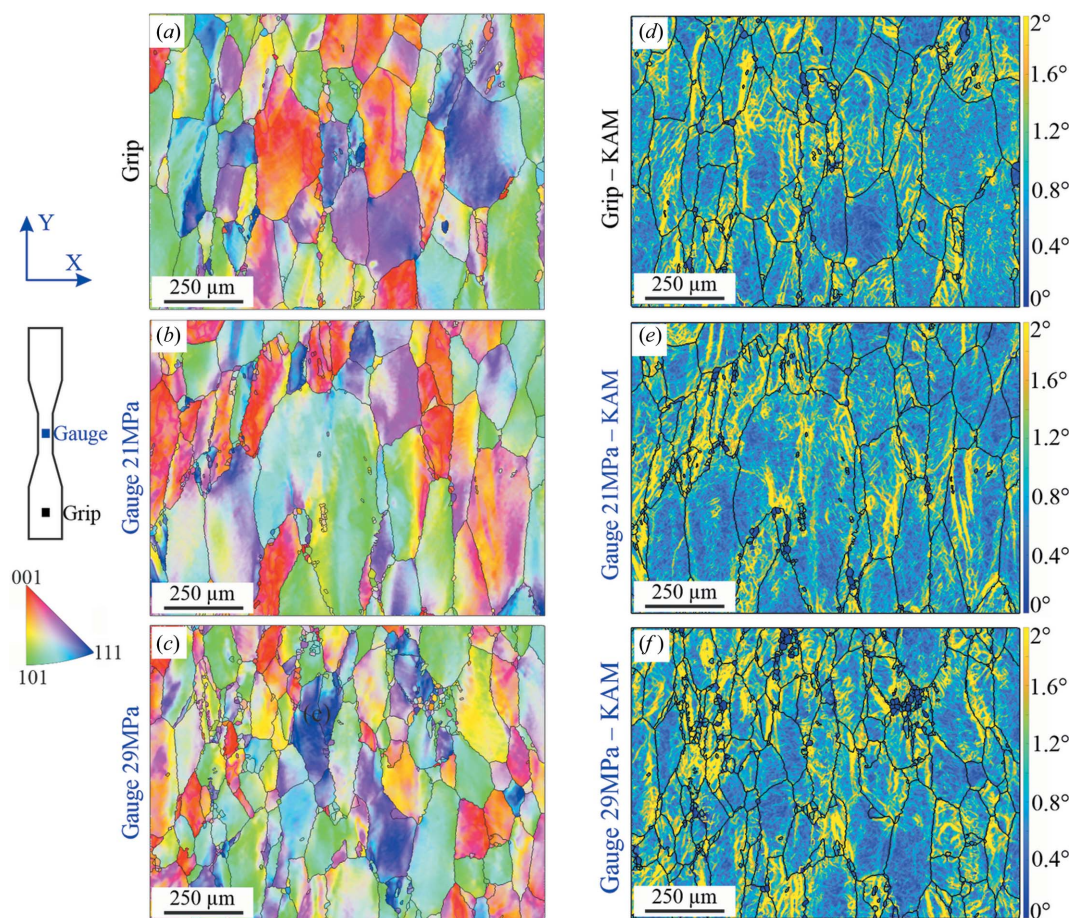 (a)
Grip
250 µm
(d)
Grip – KAM
2°
1.6°
1.2°
0.8°
0.4°
0°
250 µm
Y
X
(b)
Gauge 21MPa
250 µm
(e)
Gauge 21MPa – KAM
2°
1.6°
1.2°
0.8°
0.4°
0°
250 µm
Gauge
Grip
001
111
101
(c)
(c)
Gauge 29MPa
250 µm
(f)
Gauge 29MPa – KAM
2°
1.6°
1.2°
0.8°
0.4°
0°
250 µm